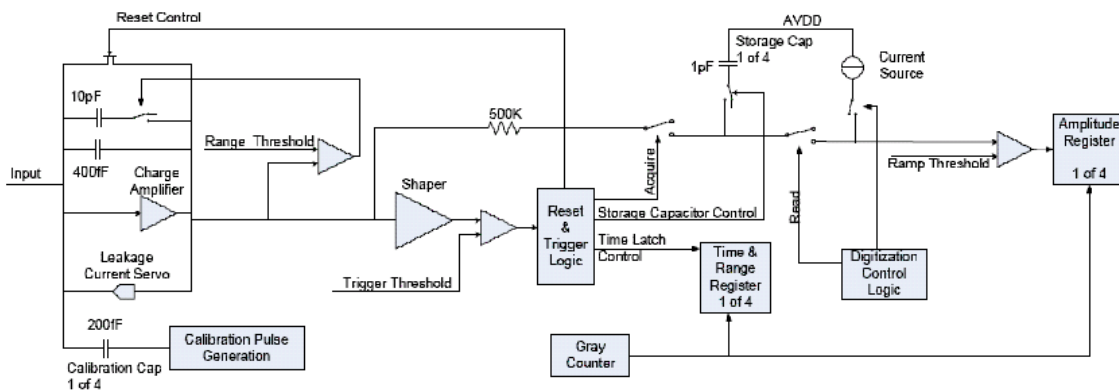 Reset Control
AVDD
Storage Cap
1 of 4
1pF
Current
Source
10pF
500K
Range Threshold
400fF
Input
Charge
Amplifier
Shaper
Acquire
Amplitude
Register
1 of 4
Ramp Threshold
Reset
&
Trigger
Logic
Storage Capacitor Control
Read
Time Latch
Control
Leakage
Current Servo
Trigger Threshold
Time &
Range
Register
1 of 4
Digitization
Control
Logic
200fF
Calibration Pulse
Generation
Calibration Cap
1 of 4
Gray
Counter